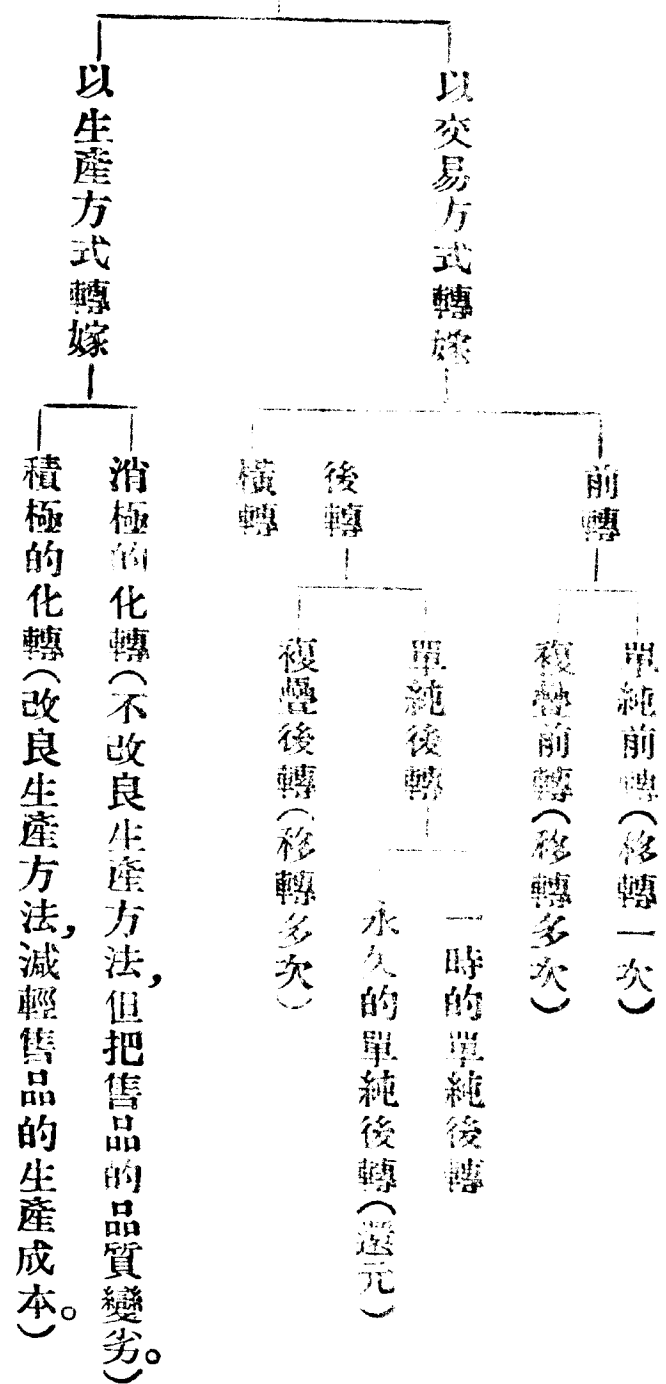 以交易方式轉嫁
前轉
單純前轉(移轉一次)
複疊前轉(移轉多次)
後轉
單純後轉
一時的單純後轉
永久的單純後轉(還元)
複疊後轉(移轉多次)
橫轉
以生產方式轉嫁
消極的化轉(不改良生產方法,但把售品的品質變劣。)
積極的化轉(改良生產方法,減輕售品的生產成本。)